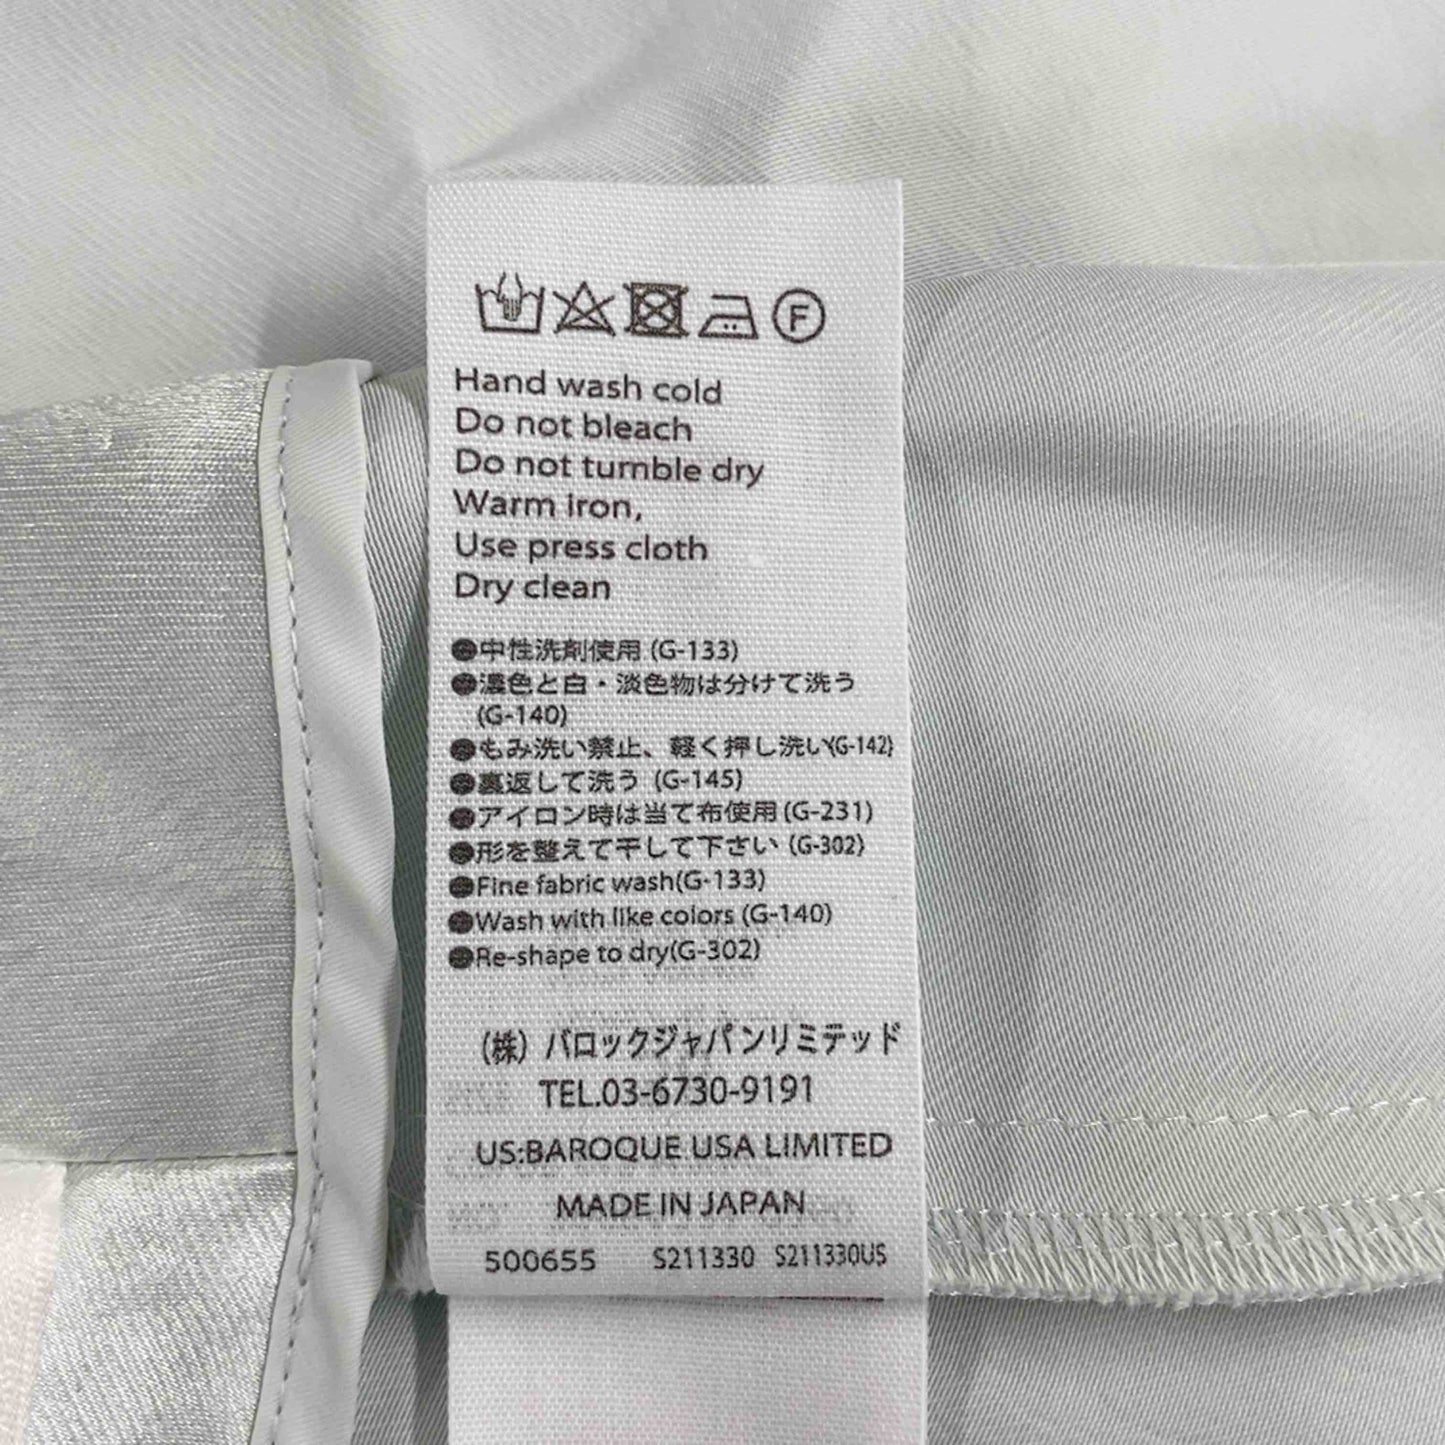 F
Hand wash cold
Do not bleach
Do not tumble dry
Warm iron,
Use press cloth
Dry clean
●中性洗剤使用 (G-133)
●濃色と白・淡色物は分けて洗う
(G-140)
●もみ洗い禁止、軽く押し洗い(G-142)
●裏返して洗う (G-145)
●アイロン時は当て布使用 (G-231)
●形を整えて干して下さい (G-302)
●Fine fabric wash(G-133)
●Wash with like colors (G-140)
●Re-shape to dry(G-302)
(株) バロックジャパンリミテッド
TEL.03-6730-9191
US:BAROQUE USA LIMITED
MADE IN JAPAN
500655 S211330 S211330US